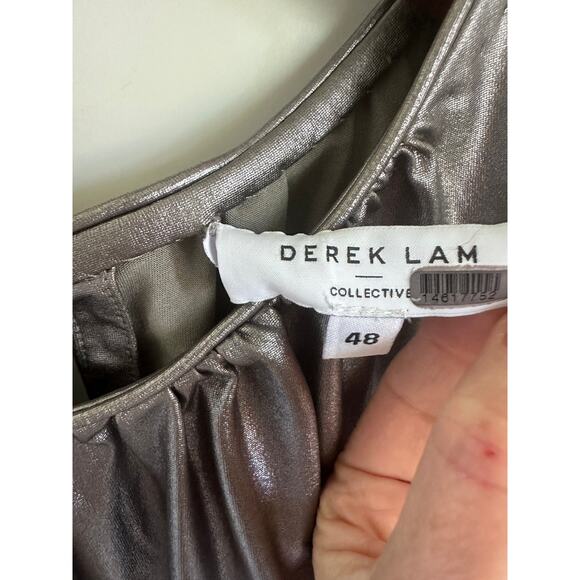 DEREK LAM
COLLECTIVE
14617752
48